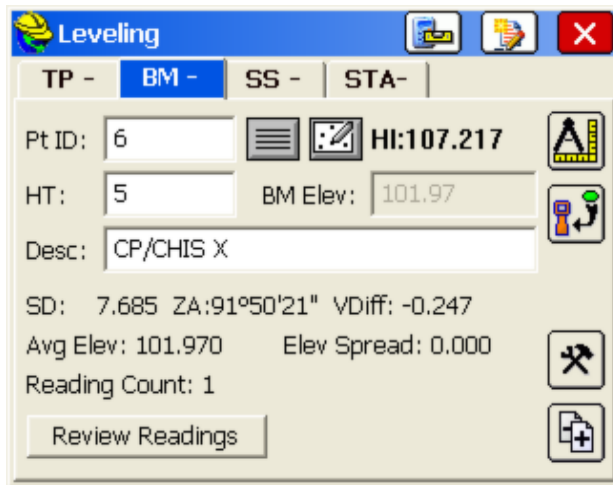 Leveling
TP - BM - SS - STA-
Pt ID: 6 HI:107.217
HT: 5 BM Elev: 101.97
Desc: CP/CHIS X
SD: 7.685 ZA:91º50'21" VDiff: -0.247
Avg Elev: 101.970 Elev Spread: 0.000
Reading Count: 1
Review Readings